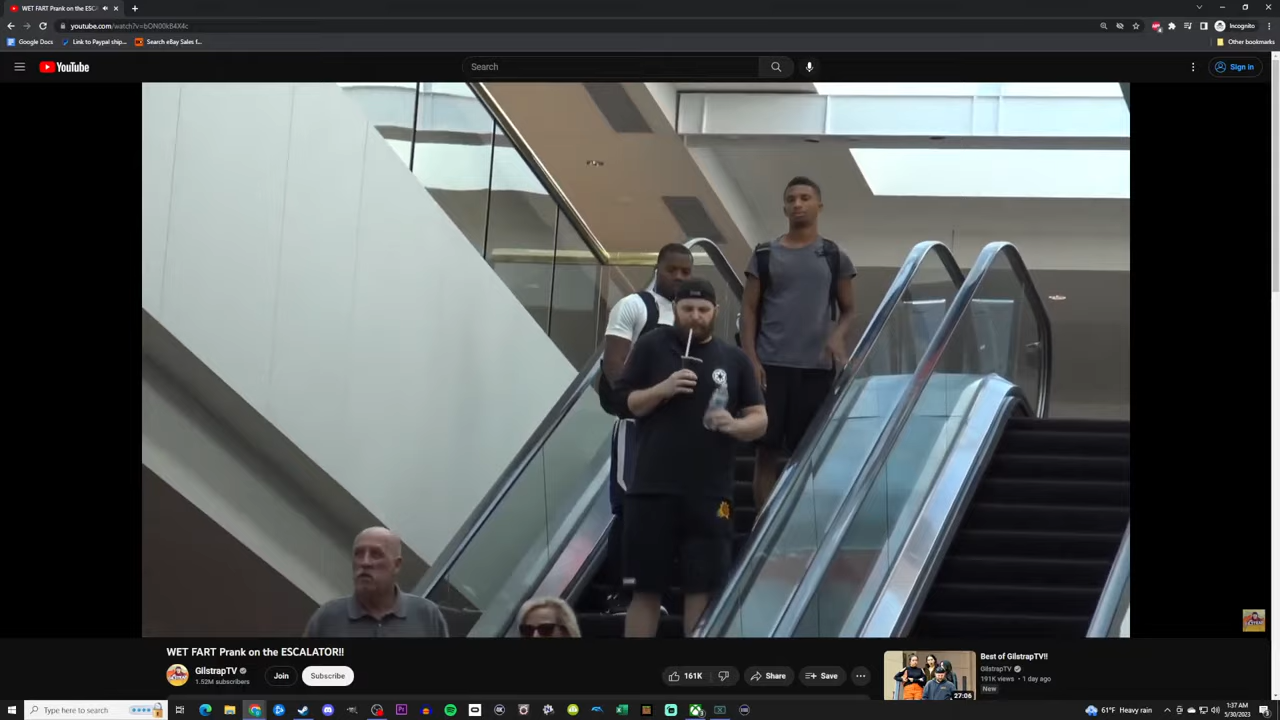 WET FART Prank on the ESCAL
youtube.com/watch?v=bON00kB4X4c
Incognito
Google Docs
Link to Paypal ship...
Search eBay Sales f...
Other bookmarks
YouTube
Search
Sign in
WET FART Prank on the ESCALATOR!!
GilstrapTV
1.52M subscribers
Join
Subscribe
161K
Share
Save
27:06
Best of GilstrapTV!!
GilstrapTV
191K views • 1 day ago
New
Type here to search
61°F Heavy rain
1:37 AM
5/30/2023